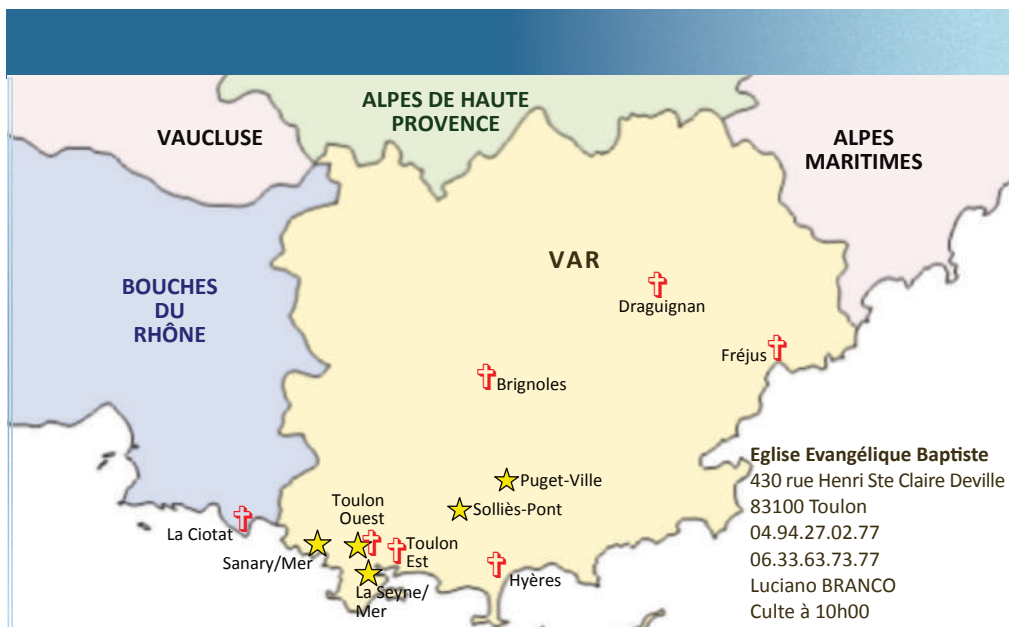 ALPES DE HAUTE
PROVENCE
VAUCLUSE
ALPES
MARITIMES
VAR
BOUCHES
DU
RHÔNE
Draguignan
Fréjus
Brignoles
Puget-Ville
Solliès-Pont
Toulon
Ouest
La Ciotat
Sanary/Mer
Toulon
Est
Hyères
La Seyne/
Mer
Eglise Evangélique Baptiste
430 rue Henri Ste Claire Deville
83100 Toulon
04.94.27.02.77
06.33.63.73.77
Luciano BRANCO
Culte à 10h00